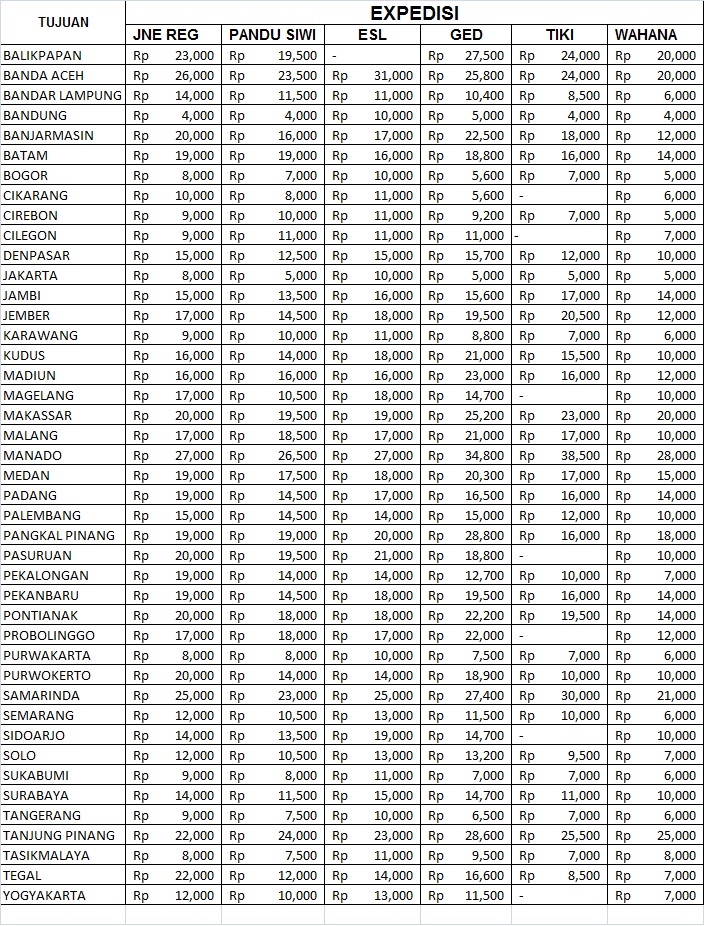 TUJUAN EXPEDISI
JNE REG PANDU SIWI ESL GED TIKI WAHANA
BALIKPAPAN Rp 23,000 Rp 19,500 - Rp 27,500 Rp 24,000 Rp 20,000
BANDA ACEH Rp 26,000 Rp 23,500 Rp 31,000 Rp 25,800 Rp 24,000 Rp 20,000
BANDAR LAMPUNG Rp 14,000 Rp 11,500 Rp 11,000 Rp 10,400 Rp 8,500 Rp 6,000
BANDUNG Rp 4,000 Rp 4,000 Rp 10,000 Rp 5,000 Rp 4,000 Rp 4,000
BANJARMASIN Rp 20,000 Rp 16,000 Rp 17,000 Rp 22,500 Rp 18,000 Rp 12,000
BATAM Rp 19,000 Rp 19,000 Rp 16,000 Rp 18,800 Rp 16,000 Rp 14,000
BOGOR Rp 8,000 Rp 7,000 Rp 10,000 Rp 5,600 Rp 7,000 Rp 5,000
CIKARANG Rp 10,000 Rp 8,000 Rp 11,000 Rp 5,600 - Rp 6,000
CIREBON Rp 9,000 Rp 10,000 Rp 11,000 Rp 9,200 Rp 7,000 Rp 5,000
CILEGON Rp 9,000 Rp 11,000 Rp 11,000 Rp 11,000 - Rp 7,000
DENPASAR Rp 15,000 Rp 12,500 Rp 15,000 Rp 15,700 Rp 12,000 Rp 10,000
JAKARTA Rp 8,000 Rp 5,000 Rp 10,000 Rp 5,000 Rp 5,000 Rp 5,000
JAMBI Rp 15,000 Rp 13,500 Rp 16,000 Rp 15,600 Rp 17,000 Rp 14,000
JEMBER Rp 17,000 Rp 14,500 Rp 18,000 Rp 19,500 Rp 20,500 Rp 12,000
KARAWANG Rp 9,000 Rp 10,000 Rp 11,000 Rp 8,800 Rp 7,000 Rp 6,000
KUDUS Rp 16,000 Rp 14,000 Rp 18,000 Rp 21,000 Rp 15,500 Rp 10,000
MADIUN Rp 16,000 Rp 16,000 Rp 16,000 Rp 23,000 Rp 16,000 Rp 12,000
MAGELANG Rp 17,000 Rp 10,500 Rp 18,000 Rp 14,700 - Rp 10,000
MAKASSAR Rp 20,000 Rp 19,500 Rp 19,000 Rp 25,200 Rp 23,000 Rp 20,000
MALANG Rp 17,000 Rp 18,500 Rp 17,000 Rp 21,000 Rp 17,000 Rp 10,000
MANADO Rp 27,000 Rp 26,500 Rp 27,000 Rp 34,800 Rp 38,500 Rp 28,000
MEDAN Rp 19,000 Rp 17,500 Rp 18,000 Rp 20,300 Rp 17,000 Rp 15,000
PADANG Rp 19,000 Rp 14,500 Rp 17,000 Rp 16,500 Rp 16,000 Rp 14,000
PALEMBANG Rp 15,000 Rp 14,500 Rp 14,000 Rp 15,000 Rp 12,000 Rp 10,000
PANGKAL PINANG Rp 19,000 Rp 19,000 Rp 20,000 Rp 28,800 Rp 16,000 Rp 18,000
PASURUAN Rp 20,000 Rp 19,500 Rp 21,000 Rp 18,800 - Rp 10,000
PEKALONGAN Rp 19,000 Rp 14,000 Rp 14,000 Rp 12,700 Rp 10,000 Rp 7,000
PEKANBARU Rp 19,000 Rp 14,500 Rp 18,000 Rp 19,500 Rp 16,000 Rp 14,000
PONTIANAK Rp 20,000 Rp 18,000 Rp 18,000 Rp 22,200 Rp 19,500 Rp 14,000
PROBOLINGGO Rp 17,000 Rp 18,000 Rp 17,000 Rp 22,000 - Rp 12,000
PURWAKARTA Rp 8,000 Rp 8,000 Rp 10,000 Rp 7,500 Rp 7,000 Rp 6,000
PURWOKERTO Rp 20,000 Rp 14,000 Rp 14,000 Rp 18,900 Rp 10,000 Rp 10,000
SAMARINDA Rp 25,000 Rp 23,000 Rp 25,000 Rp 27,400 Rp 30,000 Rp 21,000
SEMARANG Rp 12,000 Rp 10,500 Rp 13,000 Rp 11,500 Rp 10,000 Rp 6,000
SIDOARJO Rp 14,000 Rp 13,500 Rp 19,000 Rp 14,700 - Rp 10,000
SOLO Rp 12,000 Rp 10,500 Rp 13,000 Rp 13,200 Rp 9,500 Rp 7,000
SUKABUMI Rp 9,000 Rp 8,000 Rp 11,000 Rp 7,000 Rp 7,000 Rp 6,000
SURABAYA Rp 14,000 Rp 11,500 Rp 15,000 Rp 14,700 Rp 11,000 Rp 10,000
TANGERANG Rp 9,000 Rp 7,500 Rp 10,000 Rp 6,500 Rp 7,000 Rp 6,000
TANJUNG PINANG Rp 22,000 Rp 24,000 Rp 23,000 Rp 28,600 Rp 25,500 Rp 25,000
TASIKMALAYA Rp 8,000 Rp 7,500 Rp 11,000 Rp 9,500 Rp 7,000 Rp 8,000
TEGAL Rp 22,000 Rp 12,000 Rp 14,000 Rp 16,600 Rp 8,500 Rp 7,000
YOGYAKARTA Rp 12,000 Rp 10,000 Rp 13,000 Rp 11,500 - Rp 7,000